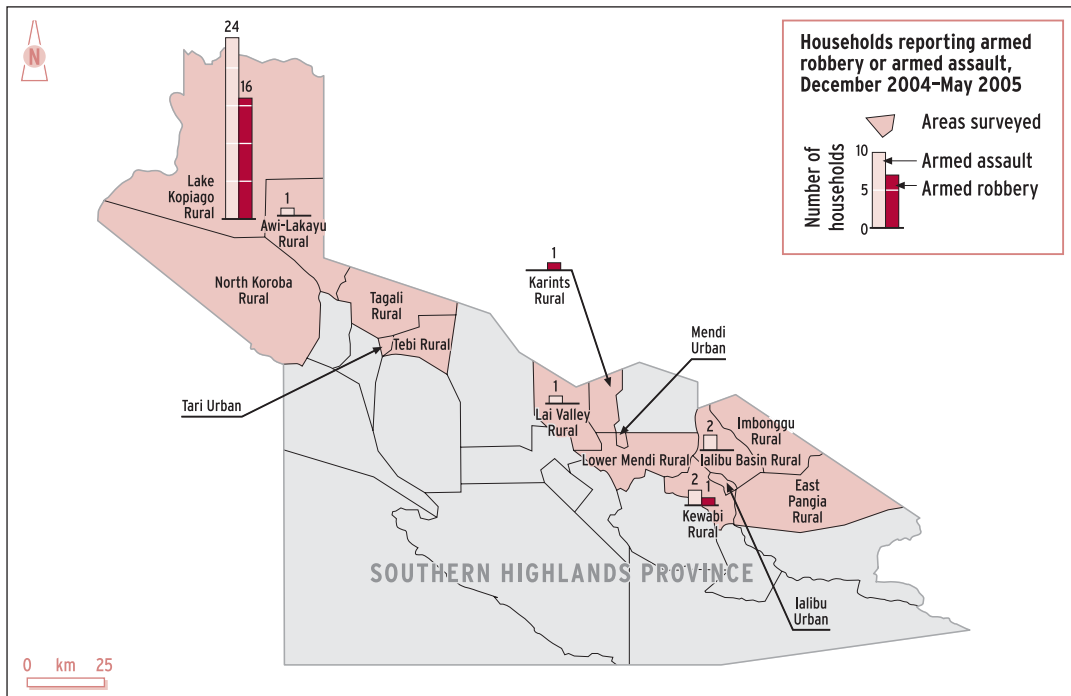 N
24
16
Lake
Kopiago
Rural
1
Awi-Lakayu
Rural
North Koroba
Rural
Tagali
Rural
Tebi Rural
Tari Urban
1
Karints
Rural
Mendi
Urban
1
Lai Valley
Rural
Lower Mendi Rural
2
Ialibu Basin Rural
Imbonggu
Rural
East
Pangia
Rural
2 1
Kewabi
Rural
Ialibu
Urban
SOUTHERN HIGHLANDS PROVINCE
0 km 25
Households reporting armed
robbery or armed assault,
December 2004–May 2005
Areas surveyed
Number of
households
10
5
0
Armed assault
Armed robbery